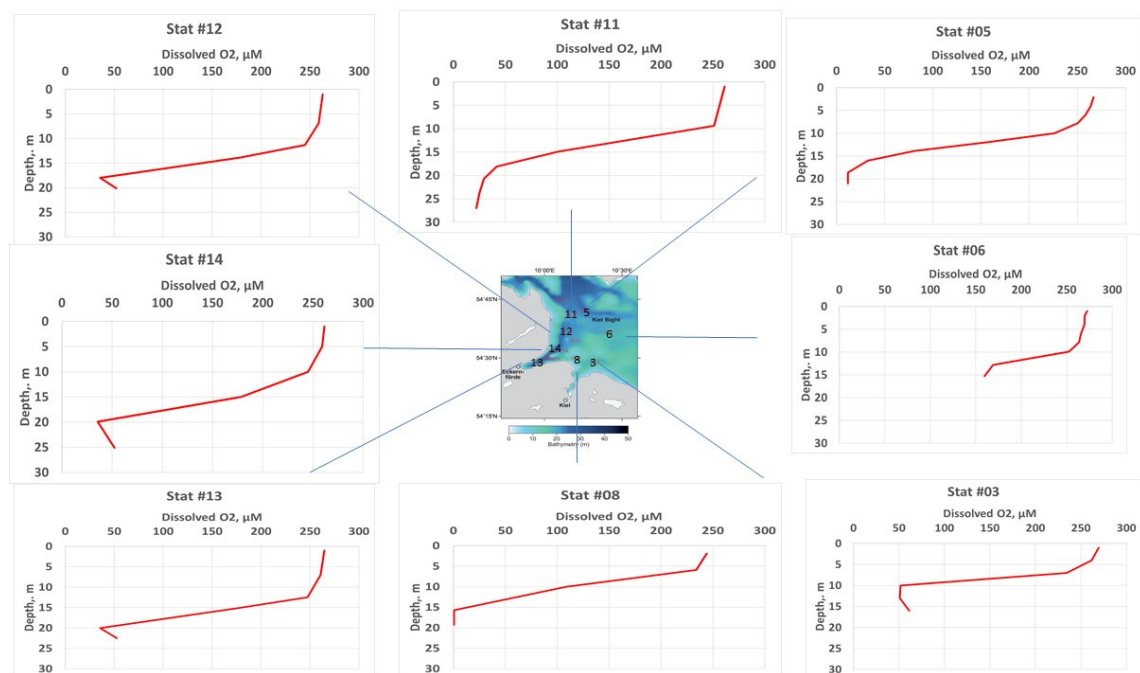 Stat #12
Dissolved O2, µM
0 50 100 150 200 250 300
0
5
10
15
20
25
30
Depth,. m
Stat #11
Dissolved O2, µM
0 50 100 150 200 250 300
0
5
10
15
20
25
30
Depth,. m
Stat #05
Dissolved O2, µM
0 50 100 150 200 250 300
0
5
10
15
20
25
30
Depth,. m
Stat #14
Dissolved O2, µM
0 50 100 150 200 250 300
0
5
10
15
20
25
30
Depth,. m
10°00'E 10°30'E
54°45'N
54°30'N
54°15'N
11 5
Kiel Bight
12 6
14
13 8 3
Eckern-
förde
Kiel
0 10 20 30 40 50
Bathymetry (m)
Stat #06
Dissolved O2, µM
0 50 100 150 200 250 300
0
5
10
15
20
25
30
Depth,. m
Stat #13
Dissolved O2, µM
0 50 100 150 200 250 300
0
5
10
15
20
25
30
Depth,. m
Stat #08
Dissolved O2, µM
0 50 100 150 200 250 300
0
5
10
15
20
25
30
Depth,. m
Stat #03
Dissolved O2, µM
0 50 100 150 200 250 300
0
5
10
15
20
25
30
Depth,. m